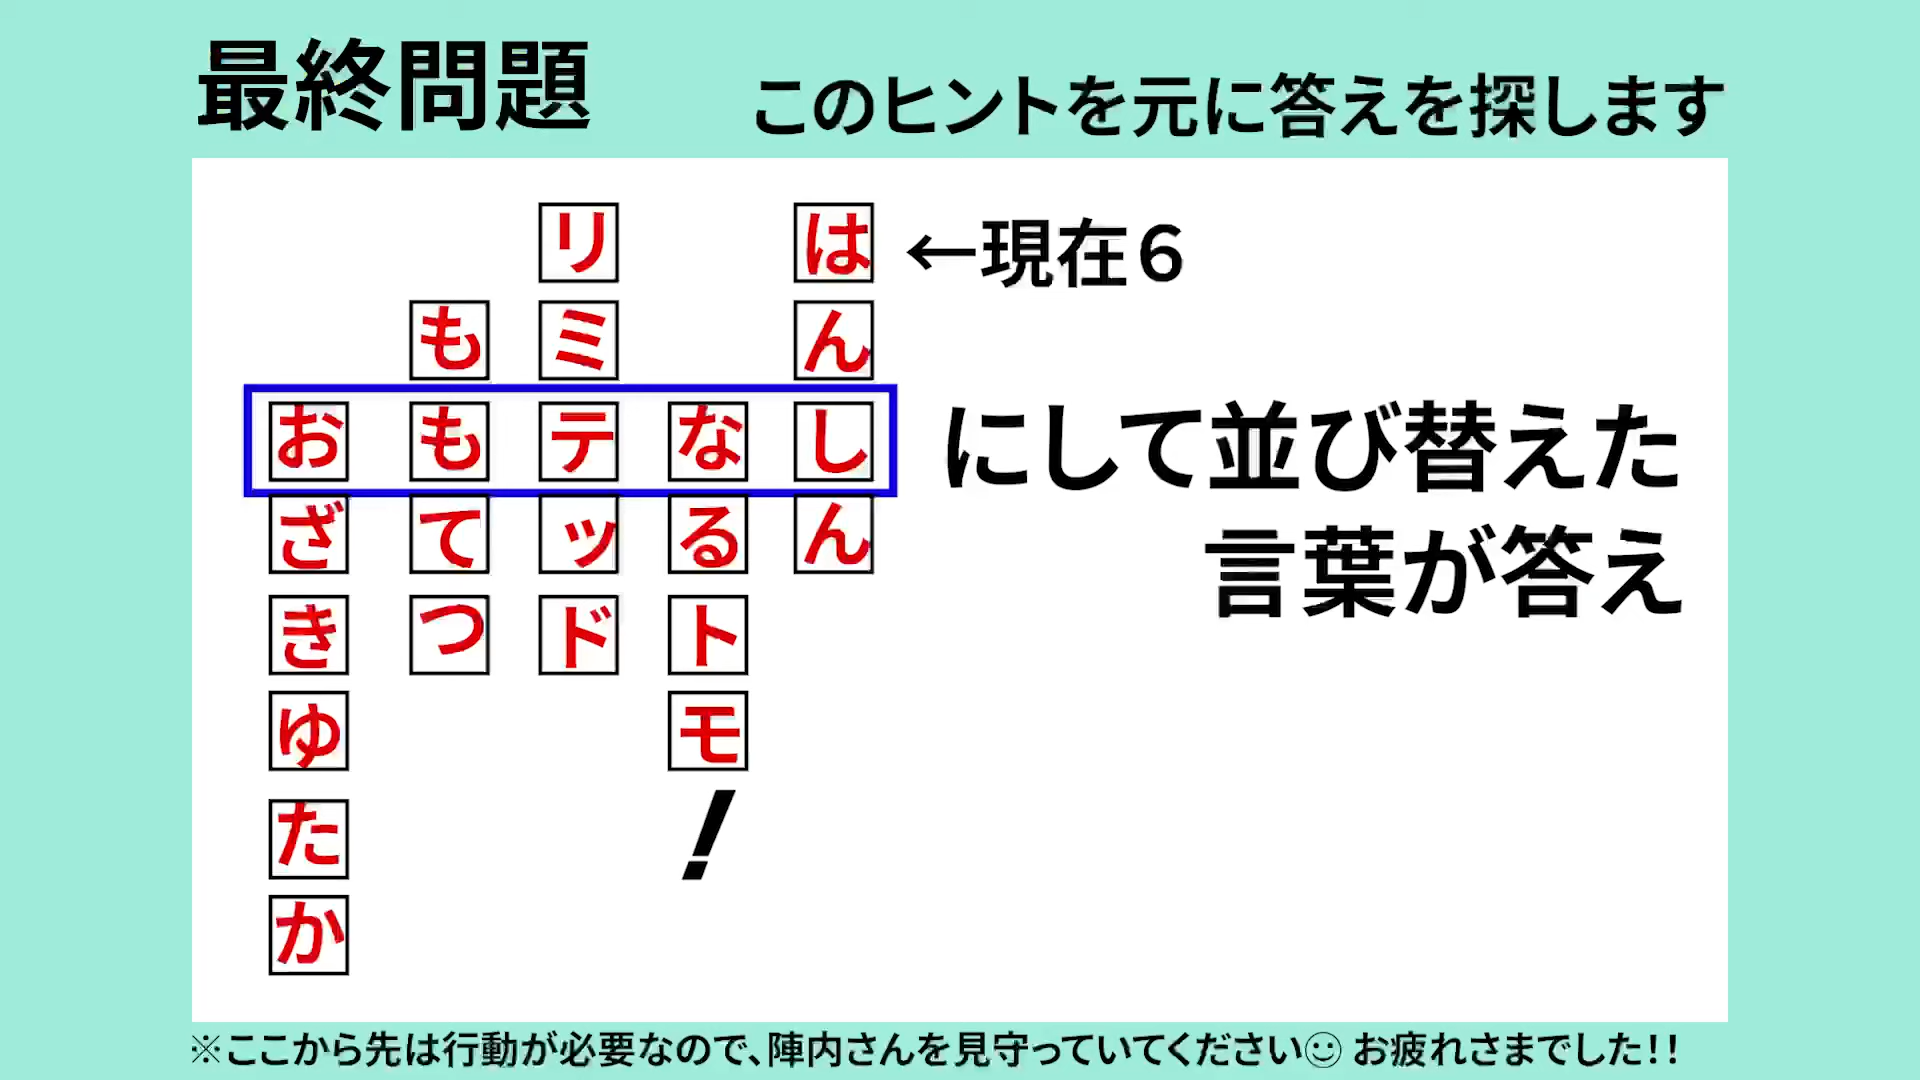 最終問題
このヒントを元に答えを探します
はんしん
←現在6
なるトモ!
リミテッド
ももてつ
おざきゆたか
にして並び替えた
言葉が答え
※ここから先は行動が必要なので、陣内さんを見守っていてください☺ お疲れさまでした!!